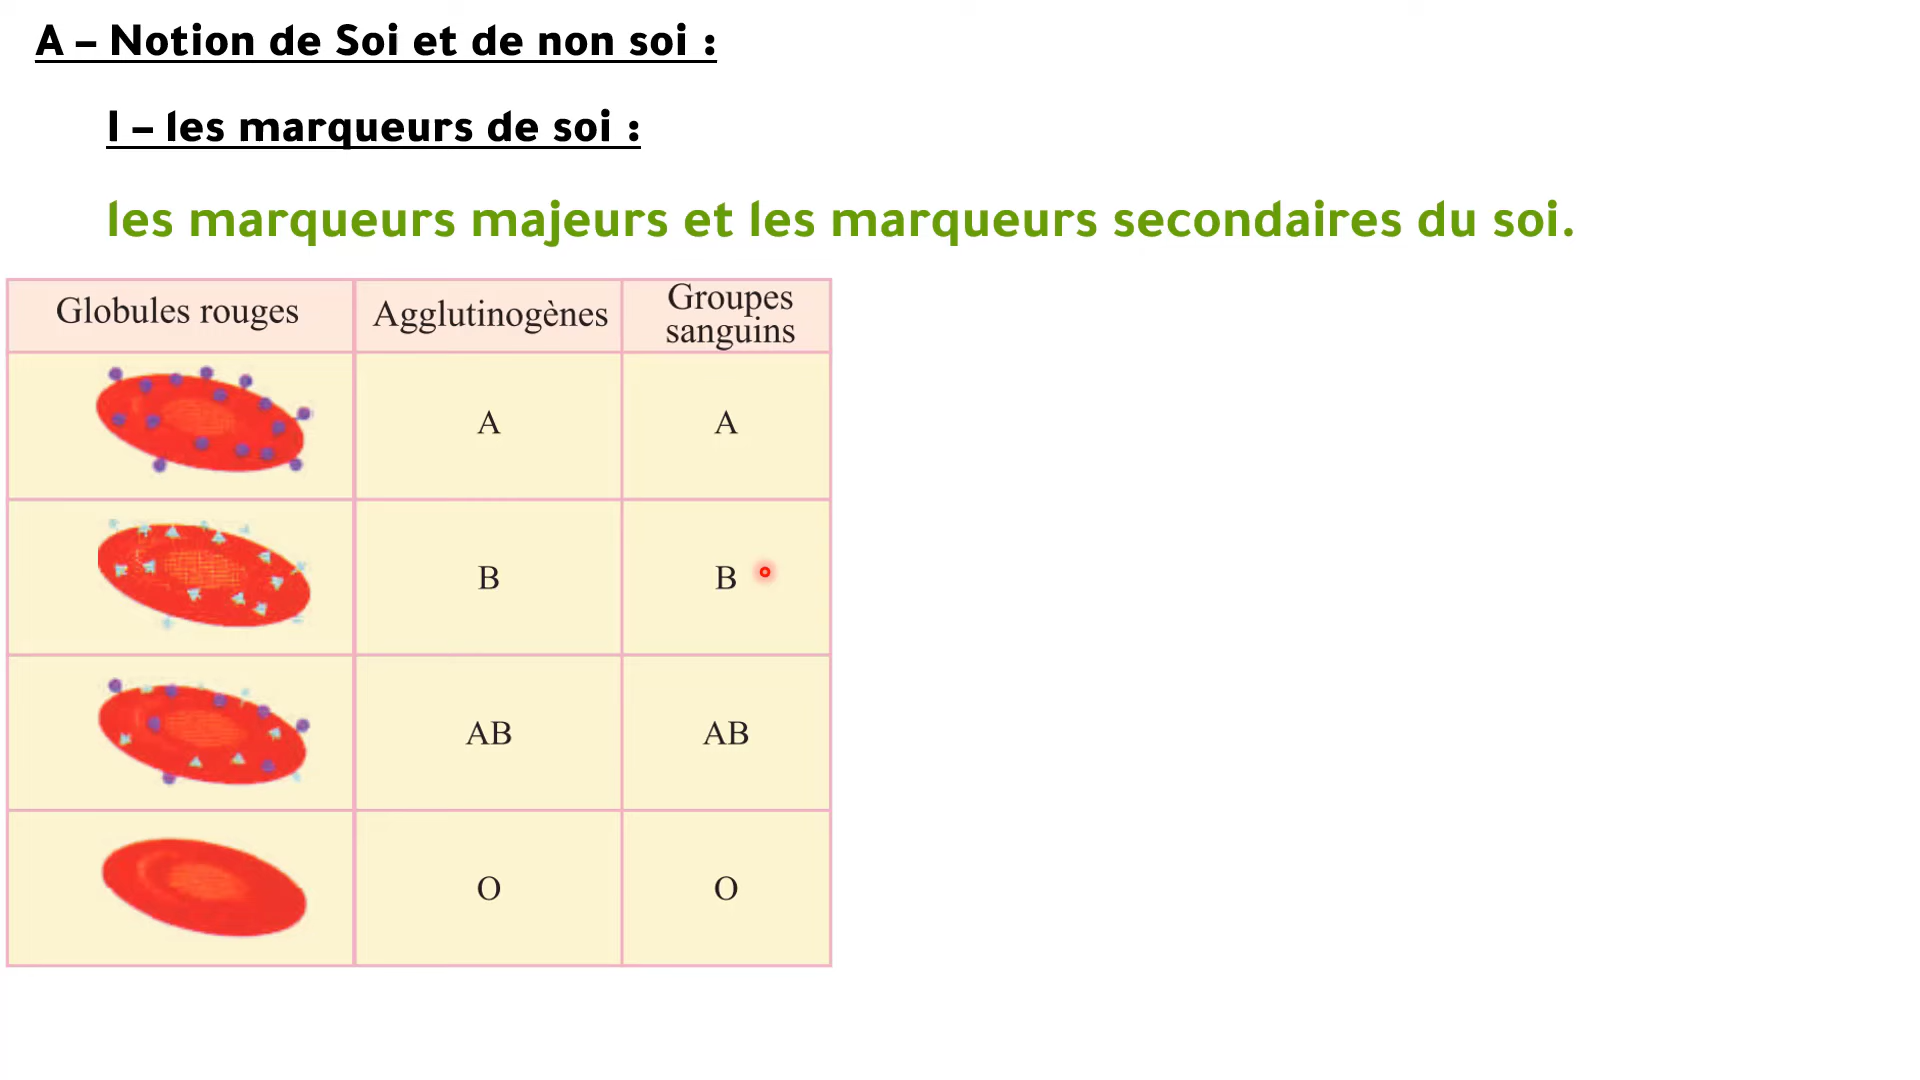 A – Notion de Soi et de non soi :
I – les marqueurs de soi :
les marqueurs majeurs et les marqueurs secondaires du soi.
Globules rouges
Agglutinogènes
Groupes
sanguins
A
A
B
B
AB
AB
O
O